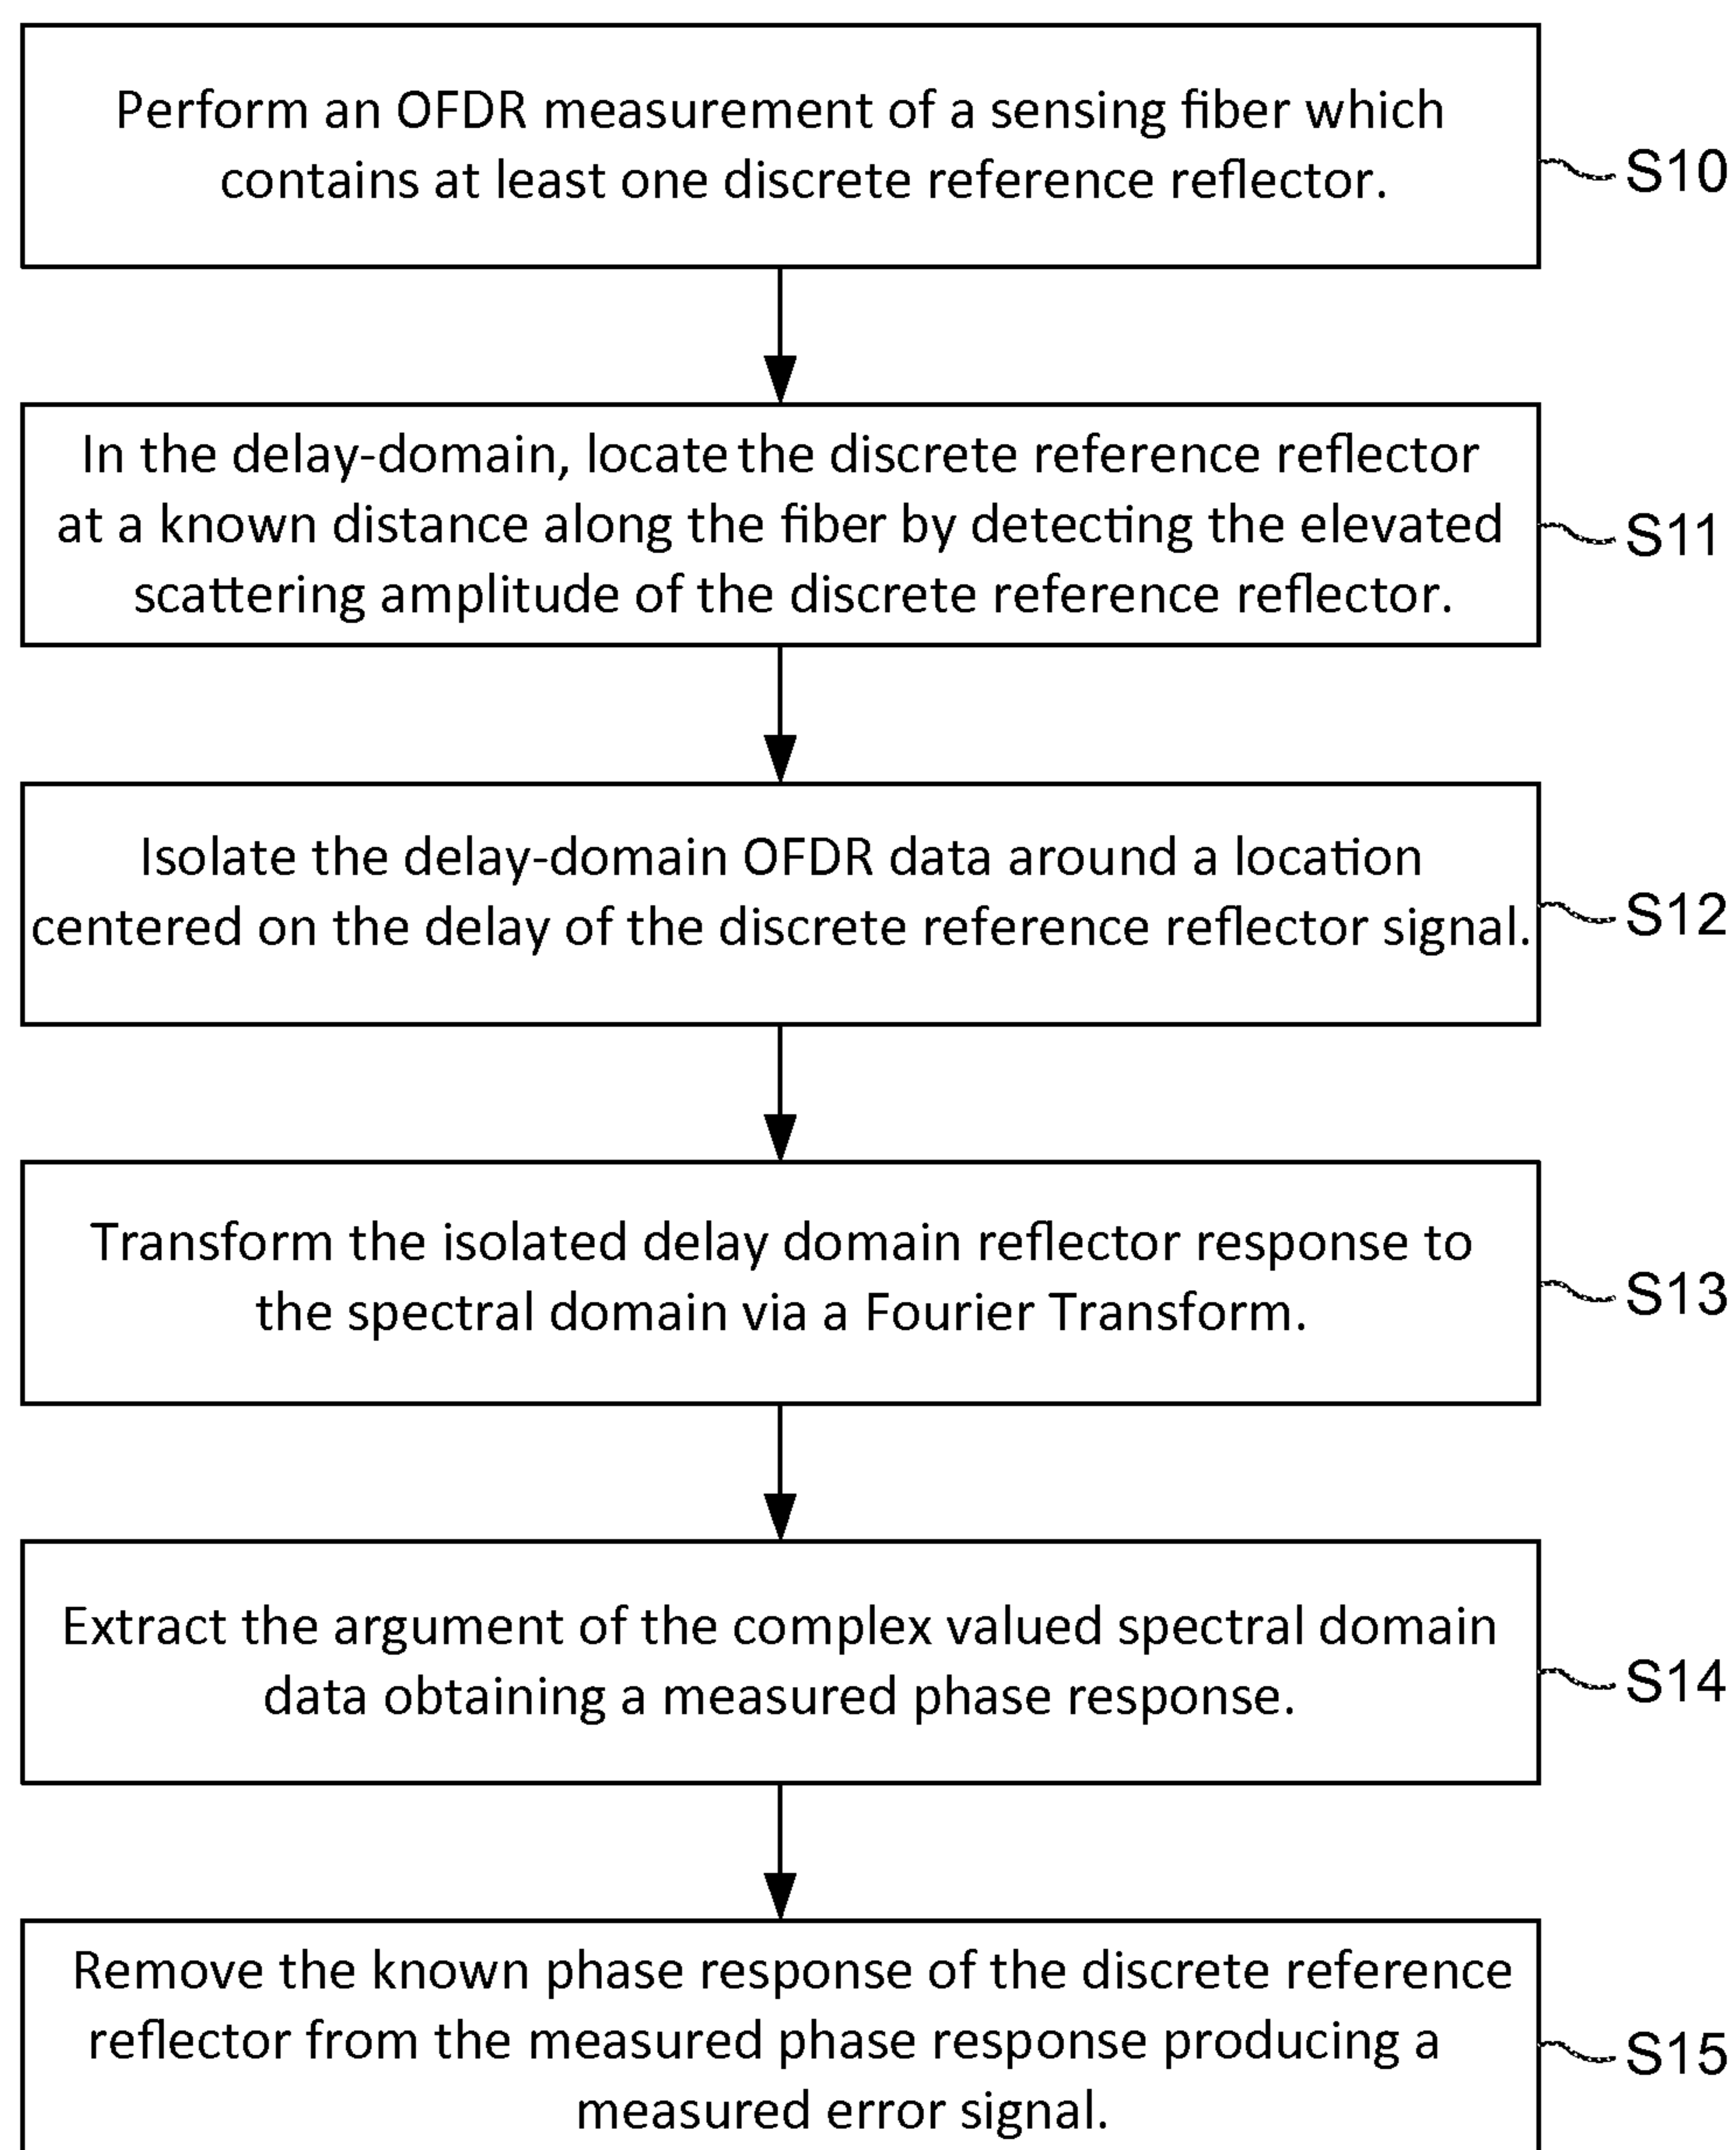 Perform an OFDR measurement of a sensing fiber which
contains at least one discrete reference reflector.
S10
In the delay-domain, locate the discrete reference reflector
at a known distance along the fiber by detecting the elevated
scattering amplitude of the discrete reference reflector.
S11
Isolate the delay-domain OFDR data around a location
centered on the delay of the discrete reference reflector signal.
S12
Transform the isolated delay domain reflector response to
the spectral domain via a Fourier Transform.
S13
Extract the argument of the complex valued spectral domain
data obtaining a measured phase response.
S14
Remove the known phase response of the discrete reference
reflector from the measured phase response producing a
measured error signal.
S15